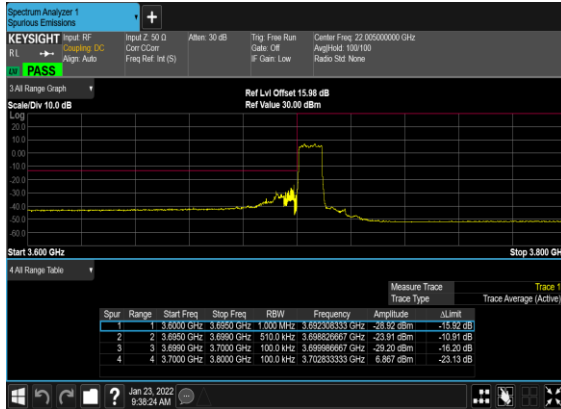 Spectrum Analyzer 1
Spurious Emissions
KEYSIGHT Input: RF Input Z: 50 Ω Atten: 30 dB Trig: Free Run Center Freq: 22.005000000 GHz
RL Coupling: DC Corr CCorr Gate: Off Avg|Hold: 100/100
Align: Auto Freq Ref: Int (S) IF Gain: Low Radio Std: None
PASS
3 All Range Graph Ref Lvl Offset 15.98 dB
Scale/Div 10.0 dB Ref Value 30.00 dBm
Log
20.0
10.0
0.00
-10.0
-20.0
-30.0
-40.0
-50.0
-60.0
Start 3.600 GHz Stop 3.800 GH
4 All Range Table
Measure Trace Trace 1
Trace Type Trace Average (Active)
Spur Range Start Freq Stop Freq RBW Frequency Amplitude ΔLimit
1 1 3.6000 GHz 3.6950 GHz 1.000 MHz 3.692308333 GHz -28.92 dBm -15.92 dB
2 2 3.6950 GHz 3.6990 GHz 510.0 kHz 3.698826667 GHz -23.91 dBm -10.91 dB
3 3 3.6990 GHz 3.7000 GHz 100.0 kHz 3.699986667 GHz -29.20 dBm -16.20 dB
4 4 3.7000 GHz 3.8000 GHz 100.0 kHz 3.702833333 GHz 6.867 dBm -23.13 dB
? Jan 23, 2022
9:38:24 AM